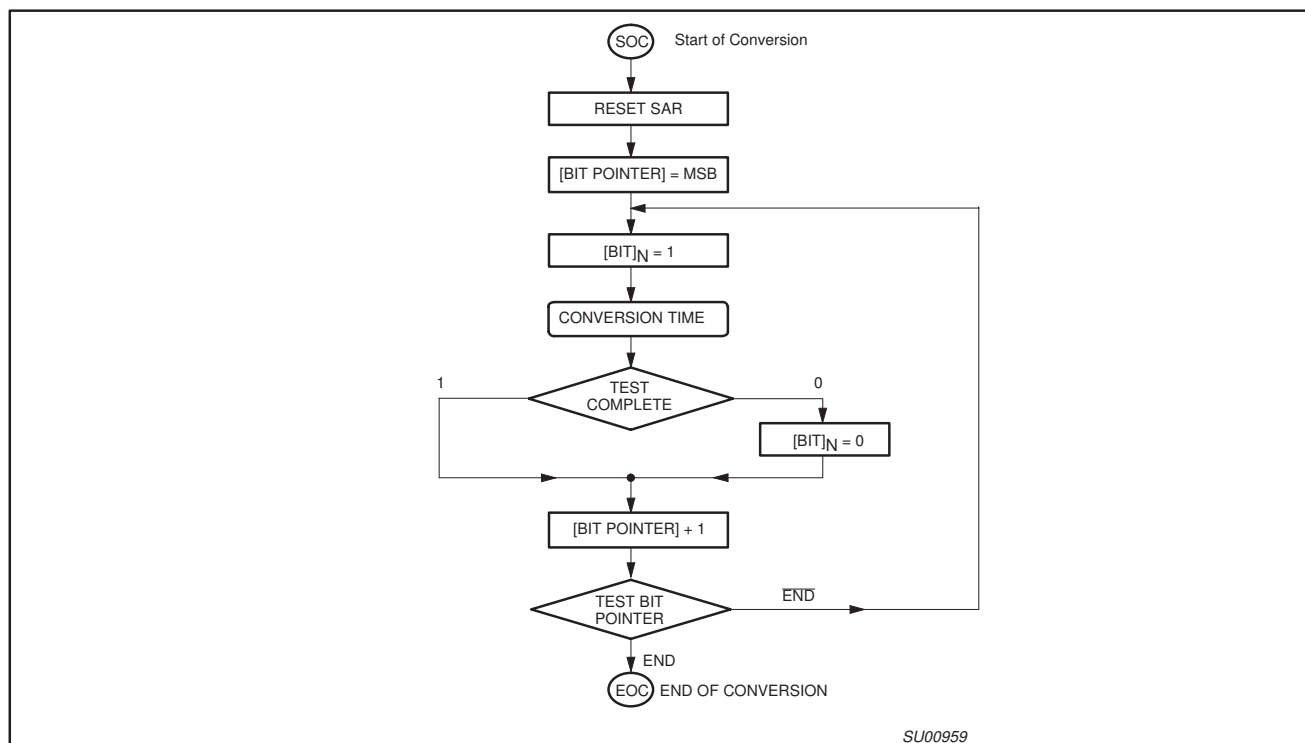 SOC Start of Conversion
RESET SAR
[BIT POINTER] = MSB
[BIT]N = 1
CONVERSION TIME
1
TEST
COMPLETE
0
[BIT]N = 0
[BIT POINTER] + 1
TEST BIT
POINTER
END
END
EOC END OF CONVERSION
SU00959